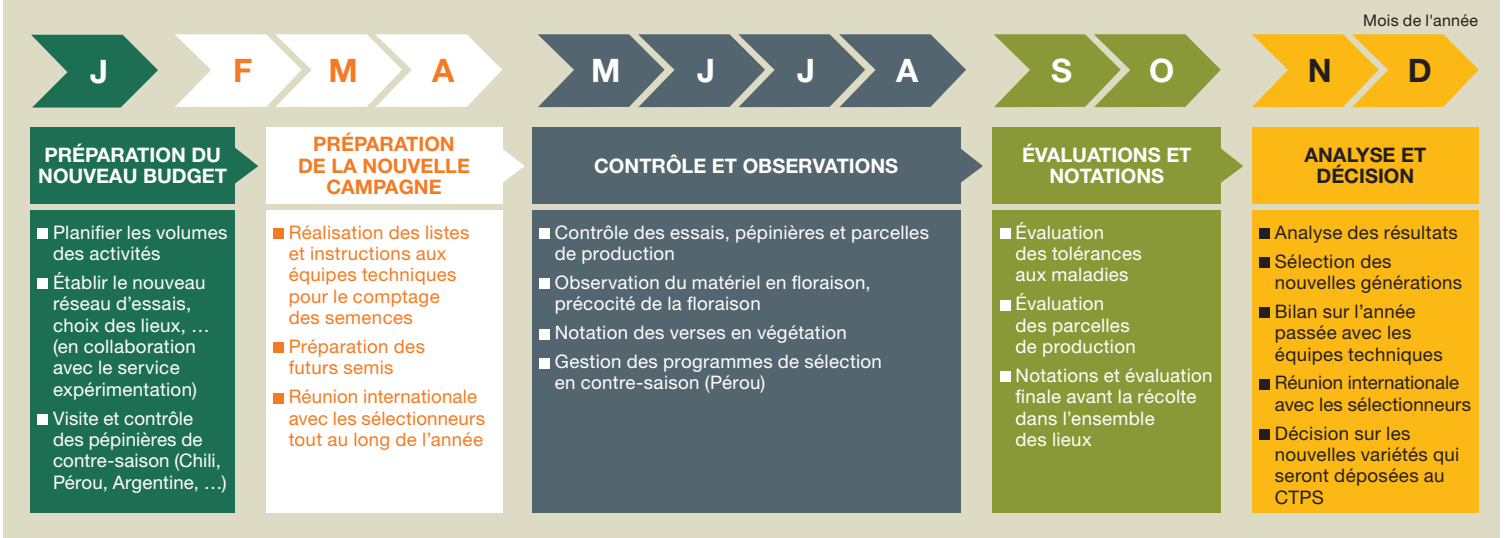 Mois de l'année
J
F
M
A
M
J
J
A
S
O
N
D
PRÉPARATION DU
NOUVEAU BUDGET
Planifier les volumes
des activités
Établir le nouveau
réseau d’essais,
choix des lieux, …
(en collaboration
avec le service
expérimentation)
Visite et contrôle
des pépinières de
contre-saison (Chili,
Pérou, Argentine, …)
PRÉPARATION
DE LA NOUVELLE
CAMPAGNE
Réalisation des listes
et instructions aux
équipes techniques
pour le comptage
des semences
Préparation des
futurs semis
Réunion internationale
avec les sélectionneurs
tout au long de l’année
CONTRÔLE ET OBSERVATIONS
Contrôle des essais, pépinières et parcelles
de production
Observation du matériel en floraison,
précocité de la floraison
Notation des verses en végétation
Gestion des programmes de sélection
en contre-saison (Pérou)
ÉVALUATIONS ET
NOTATIONS
Évaluation
des tolérances
aux maladies
Évaluation
des parcelles
de production
Notations et évaluation
finale avant la récolte
dans l’ensemble
des lieux
ANALYSE ET
DÉCISION
Analyse des résultats
Sélection des
nouvelles générations
Bilan sur l’année
passée avec les
équipes techniques
Réunion internationale
avec les sélectionneurs
Décision sur les
nouvelles variétés qui
seront déposées au
CTPS